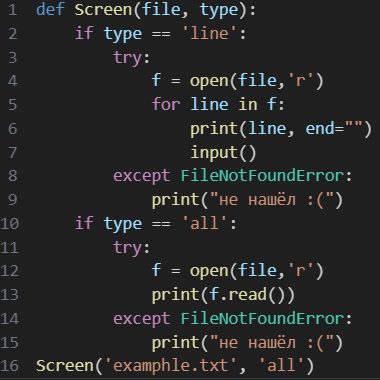 1 def Screen(file, type):
2     if type == 'line':
3         try:
4             f = open(file,'r')
5             for line in f:
6                 print(line, end="")
7                 input()
8         except FileNotFoundError:
9             print("не нашёл :(")
10     if type == 'all':
11         try:
12             f = open(file,'r')
13             print(f.read())
14         except FileNotFoundError:
15             print("не нашёл :(")
16 Screen('examphle.txt', 'all')